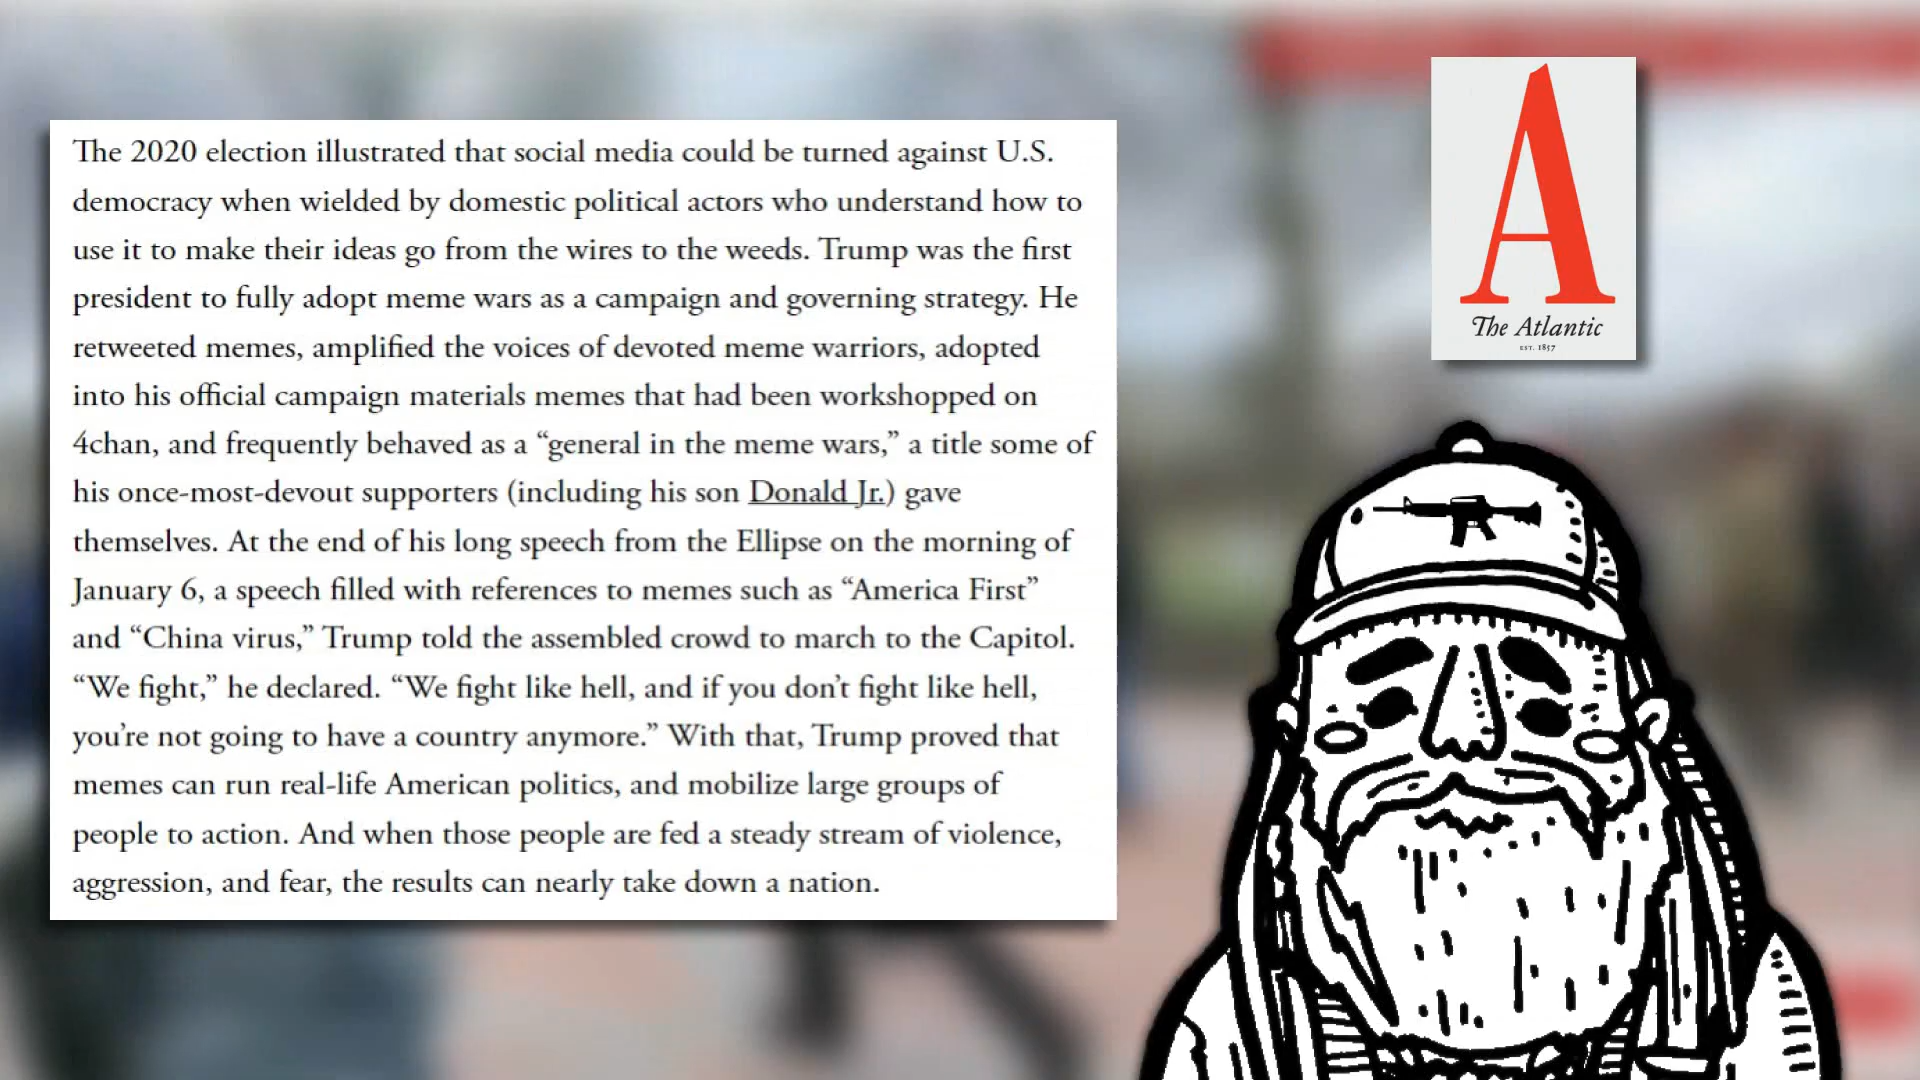 The 2020 election illustrated that social media could be turned against U.S.
democracy when wielded by domestic political actors who understand how to
use it to make their ideas go from the wires to the weeds. Trump was the first
president to fully adopt meme wars as a campaign and governing strategy. He
retweeted memes, amplified the voices of devoted meme warriors, adopted
into his official campaign materials memes that had been workshopped on
4chan, and frequently behaved as a “general in the meme wars,” a title some of
his once-most-devout supporters (including his son Donald Jr.) gave
themselves. At the end of his long speech from the Ellipse on the morning of
January 6, a speech filled with references to memes such as “America First”
and “China virus,” Trump told the assembled crowd to march to the Capitol.
“We fight,” he declared. “We fight like hell, and if you don’t fight like hell,
you’re not going to have a country anymore.” With that, Trump proved that
memes can run real-life American politics, and mobilize large groups of
people to action. And when those people are fed a steady stream of violence,
aggression, and fear, the results can nearly take down a nation.
A
The Atlantic
EST. 1857